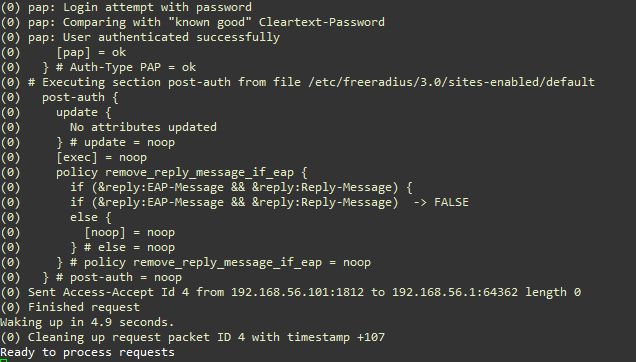 (0) pap: Login attempt with password
(0) pap: Comparing with "known good" Cleartext-Password
(0) pap: User authenticated successfully
(0)     [pap] = ok
(0)   } # Auth-Type PAP = ok
(0) # Executing section post-auth from file /etc/freeradius/3.0/sites-enabled/default
(0)   post-auth {
(0)     update {
(0)       No attributes updated
(0)     } # update = noop
(0)     [exec] = noop
(0)     policy remove_reply_message_if_eap {
(0)       if (&reply:EAP-Message && &reply:Reply-Message) {
(0)       if (&reply:EAP-Message && &reply:Reply-Message)  -> FALSE
(0)       else {
(0)         [noop] = noop
(0)       } # else = noop
(0)     } # policy remove_reply_message_if_eap = noop
(0)   } # post-auth = noop
(0) Sent Access-Accept Id 4 from 192.168.56.101:1812 to 192.168.56.1:64362 length 0
(0) Finished request
Waking up in 4.9 seconds.
(0) Cleaning up request packet ID 4 with timestamp +107
Ready to process requests